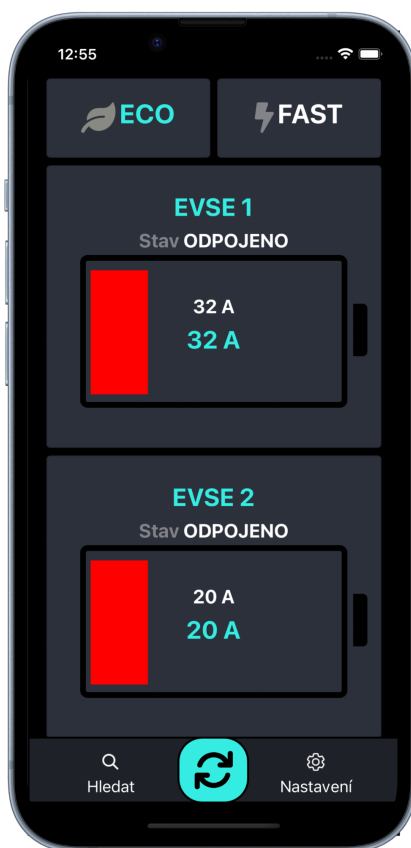 12:55
ECO
FAST
EVSE 1
Stav ODPOJENO
32 A
32 A
EVSE 2
Stav ODPOJENO
20 A
20 A
Hledat
Nastavení